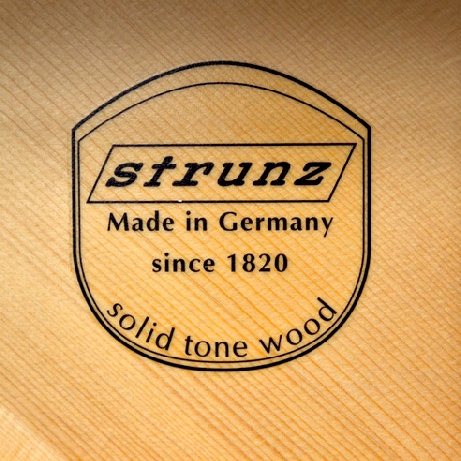 strunz
Made in Germany
since 1820
solid tone wood